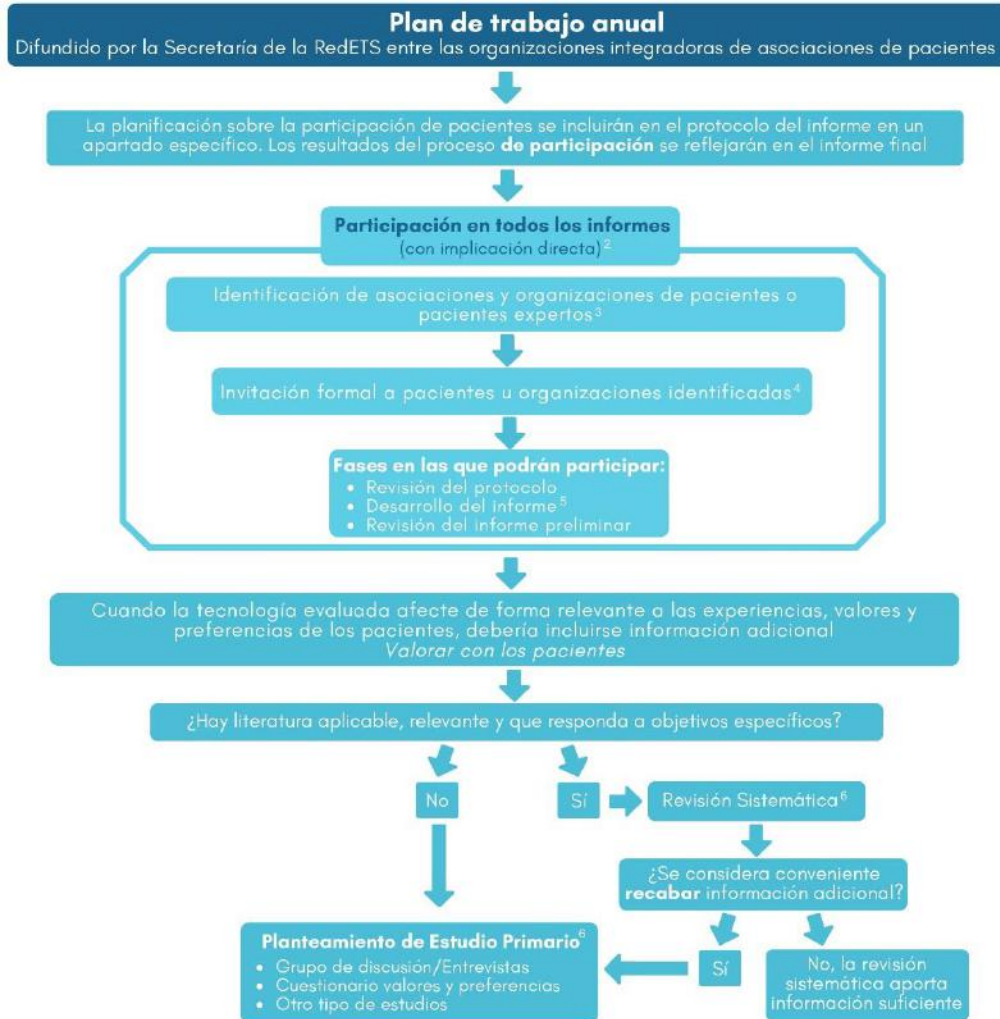 Plan de trabajo anual
Difundido por la Secretaría de la RedETS entre las organizaciones integradoras de asociaciones de pacientes
La planificación sobre la participación de pacientes se incluirán en el protocolo del informe en un
apartado específico. Los resultados del proceso de participación se reflejarán en el informe final
Participación en todos los informes
(con implicación directa)²
Identificación de asociaciones y organizaciones de pacientes o
pacientes expertos³
Invitación formal a pacientes u organizaciones identificadas⁴
Fases en las que podrán participar:
• Revisión del protocolo
• Desarrollo del informe⁵
• Revisión del informe preliminar
Cuando la tecnología evaluada afecte de forma relevante a las experiencias, valores y
preferencias de los pacientes, debería incluirse información adicional
Valorar con los pacientes
¿Hay literatura aplicable, relevante y que responda a objetivos específicos?
No
Sí
Revisión Sistemática⁶
¿Se considera conveniente
recabar información adicional?
Planteamiento de Estudio Primario⁶
• Grupo de discusión/Entrevistas
• Cuestionario valores y preferencias
• Otro tipo de estudios
Sí
No, la revisión
sistemática aporta
información suficiente